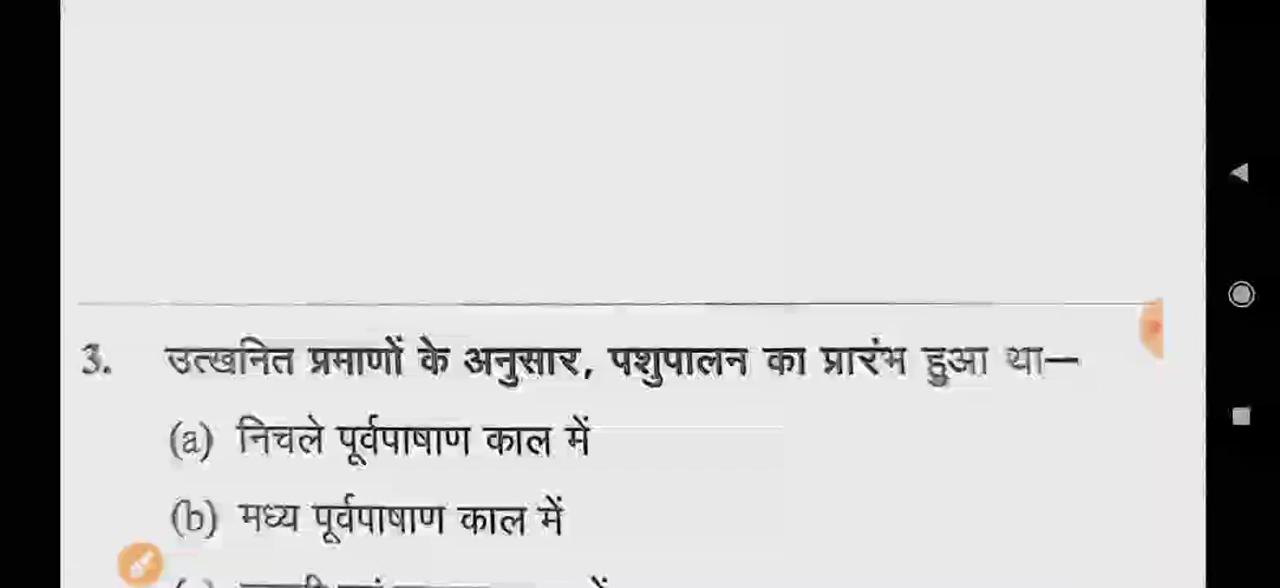 3. उत्खनित प्रमाणों के अनुसार, पशुपालन का प्रारंभ हुआ था—
(a) निचले पूर्वपाषाण काल में
(b) मध्य पूर्वपाषाण काल में